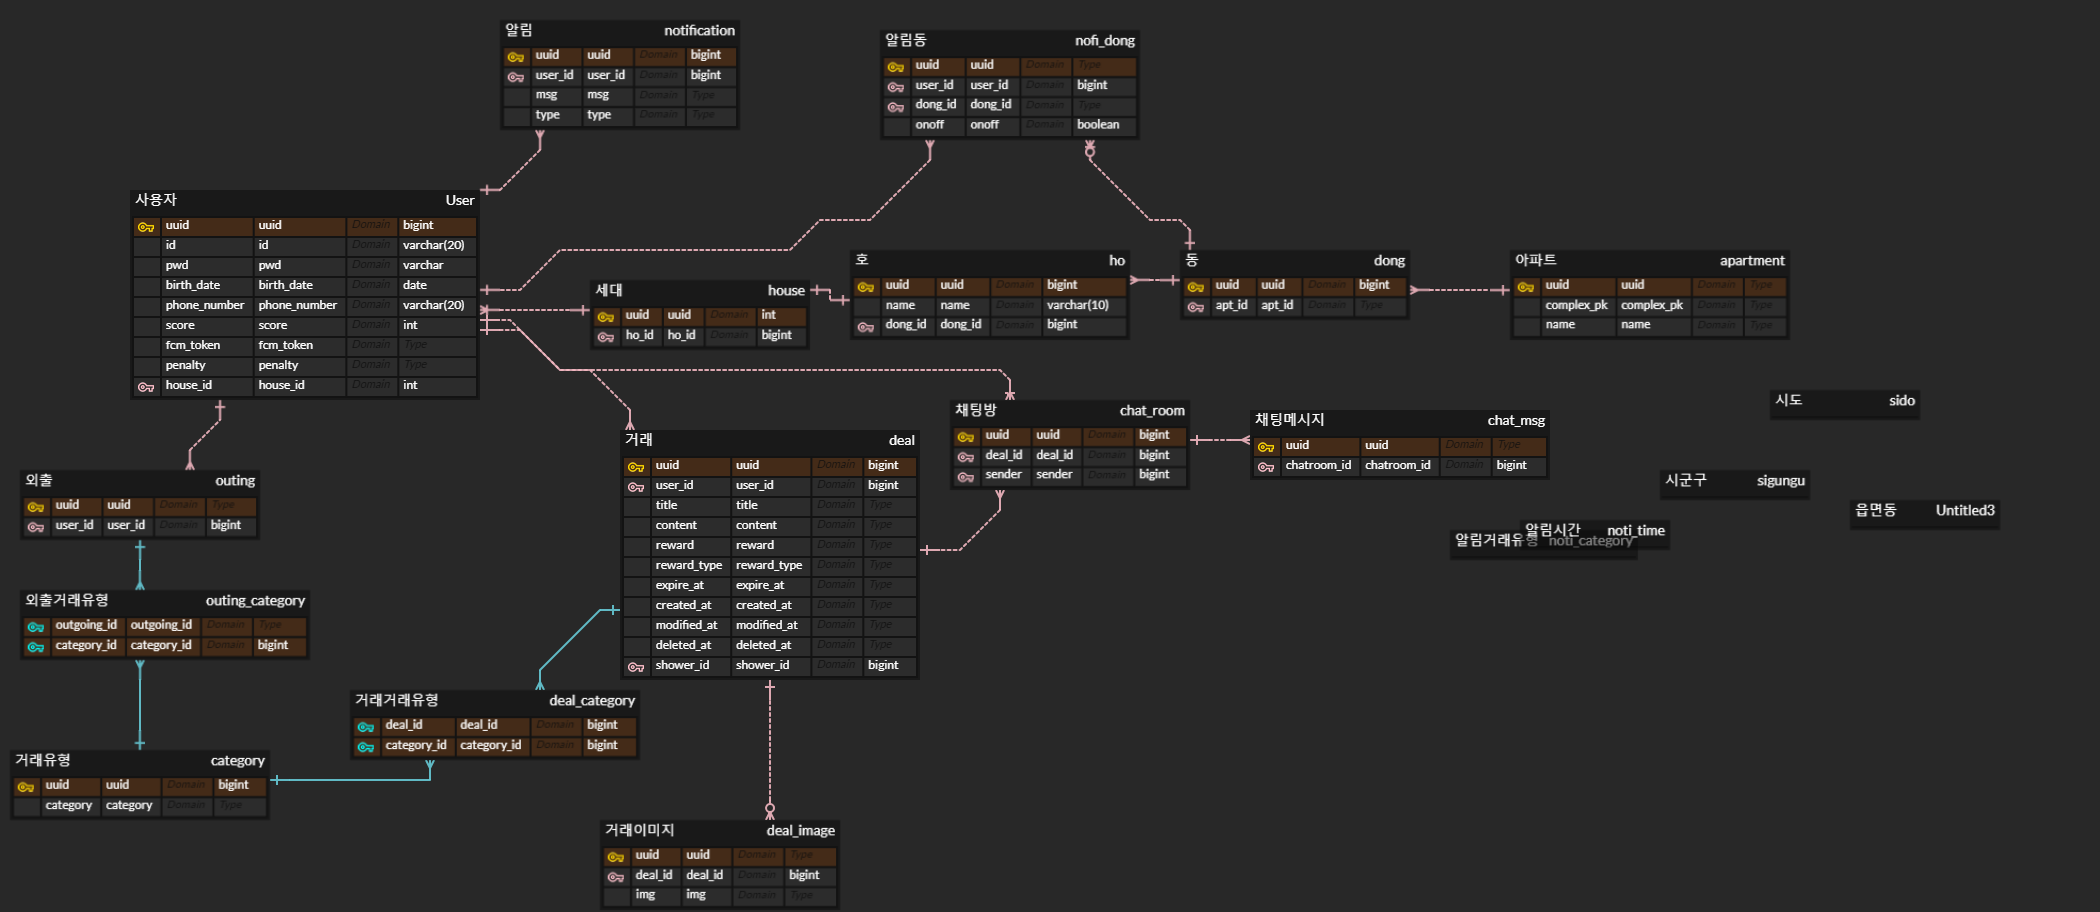 알림 notification
uuid uuid Domain bigint
user_id user_id Domain bigint
msg msg Domain Type
type type Domain Type
알림동 nofi_dong
uuid uuid Domain Type
user_id user_id Domain bigint
dong_id dong_id Domain Type
onoff onoff Domain boolean
사용자 User
uuid uuid Domain bigint
id id Domain varchar(20)
pwd pwd Domain varchar
birth_date birth_date Domain date
phone_number phone_number Domain varchar(20)
score score Domain int
fcm_token fcm_token Domain Type
penalty penalty Domain Type
house_id house_id Domain int
세대 house
uuid uuid Domain int
ho_id ho_id Domain bigint
호 ho
uuid uuid Domain bigint
name name Domain varchar(10)
dong_id dong_id Domain bigint
동 dong
uuid uuid Domain bigint
apt_id apt_id Domain Type
아파트 apartment
uuid uuid Domain Type
complex_pk complex_pk Domain Type
name name Domain Type
시도 sido
시군구 sigungu
읍면동 Untitled3
알림시간 noti_time
알림거래유형 noti_category
채팅방 chat_room
uuid uuid Domain bigint
deal_id deal_id Domain bigint
sender sender Domain bigint
채팅메시지 chat_msg
uuid uuid Domain Type
chatroom_id chatroom_id Domain bigint
거래 deal
uuid uuid Domain bigint
user_id user_id Domain bigint
title title Domain Type
content content Domain Type
reward reward Domain Type
reward_type reward_type Domain Type
expire_at expire_at Domain Type
created_at created_at Domain Type
modified_at modified_at Domain Type
deleted_at deleted_at Domain Type
shower_id shower_id Domain bigint
외출 outing
uuid uuid Domain Type
user_id user_id Domain bigint
외출거래유형 outing_category
outgoing_id outgoing_id Domain Type
category_id category_id Domain bigint
거래거래유형 deal_category
deal_id deal_id Domain bigint
category_id category_id Domain bigint
거래유형 category
uuid uuid Domain bigint
category category Domain Type
거래이미지 deal_image
uuid uuid Domain Type
deal_id deal_id Domain bigint
img img Domain Type